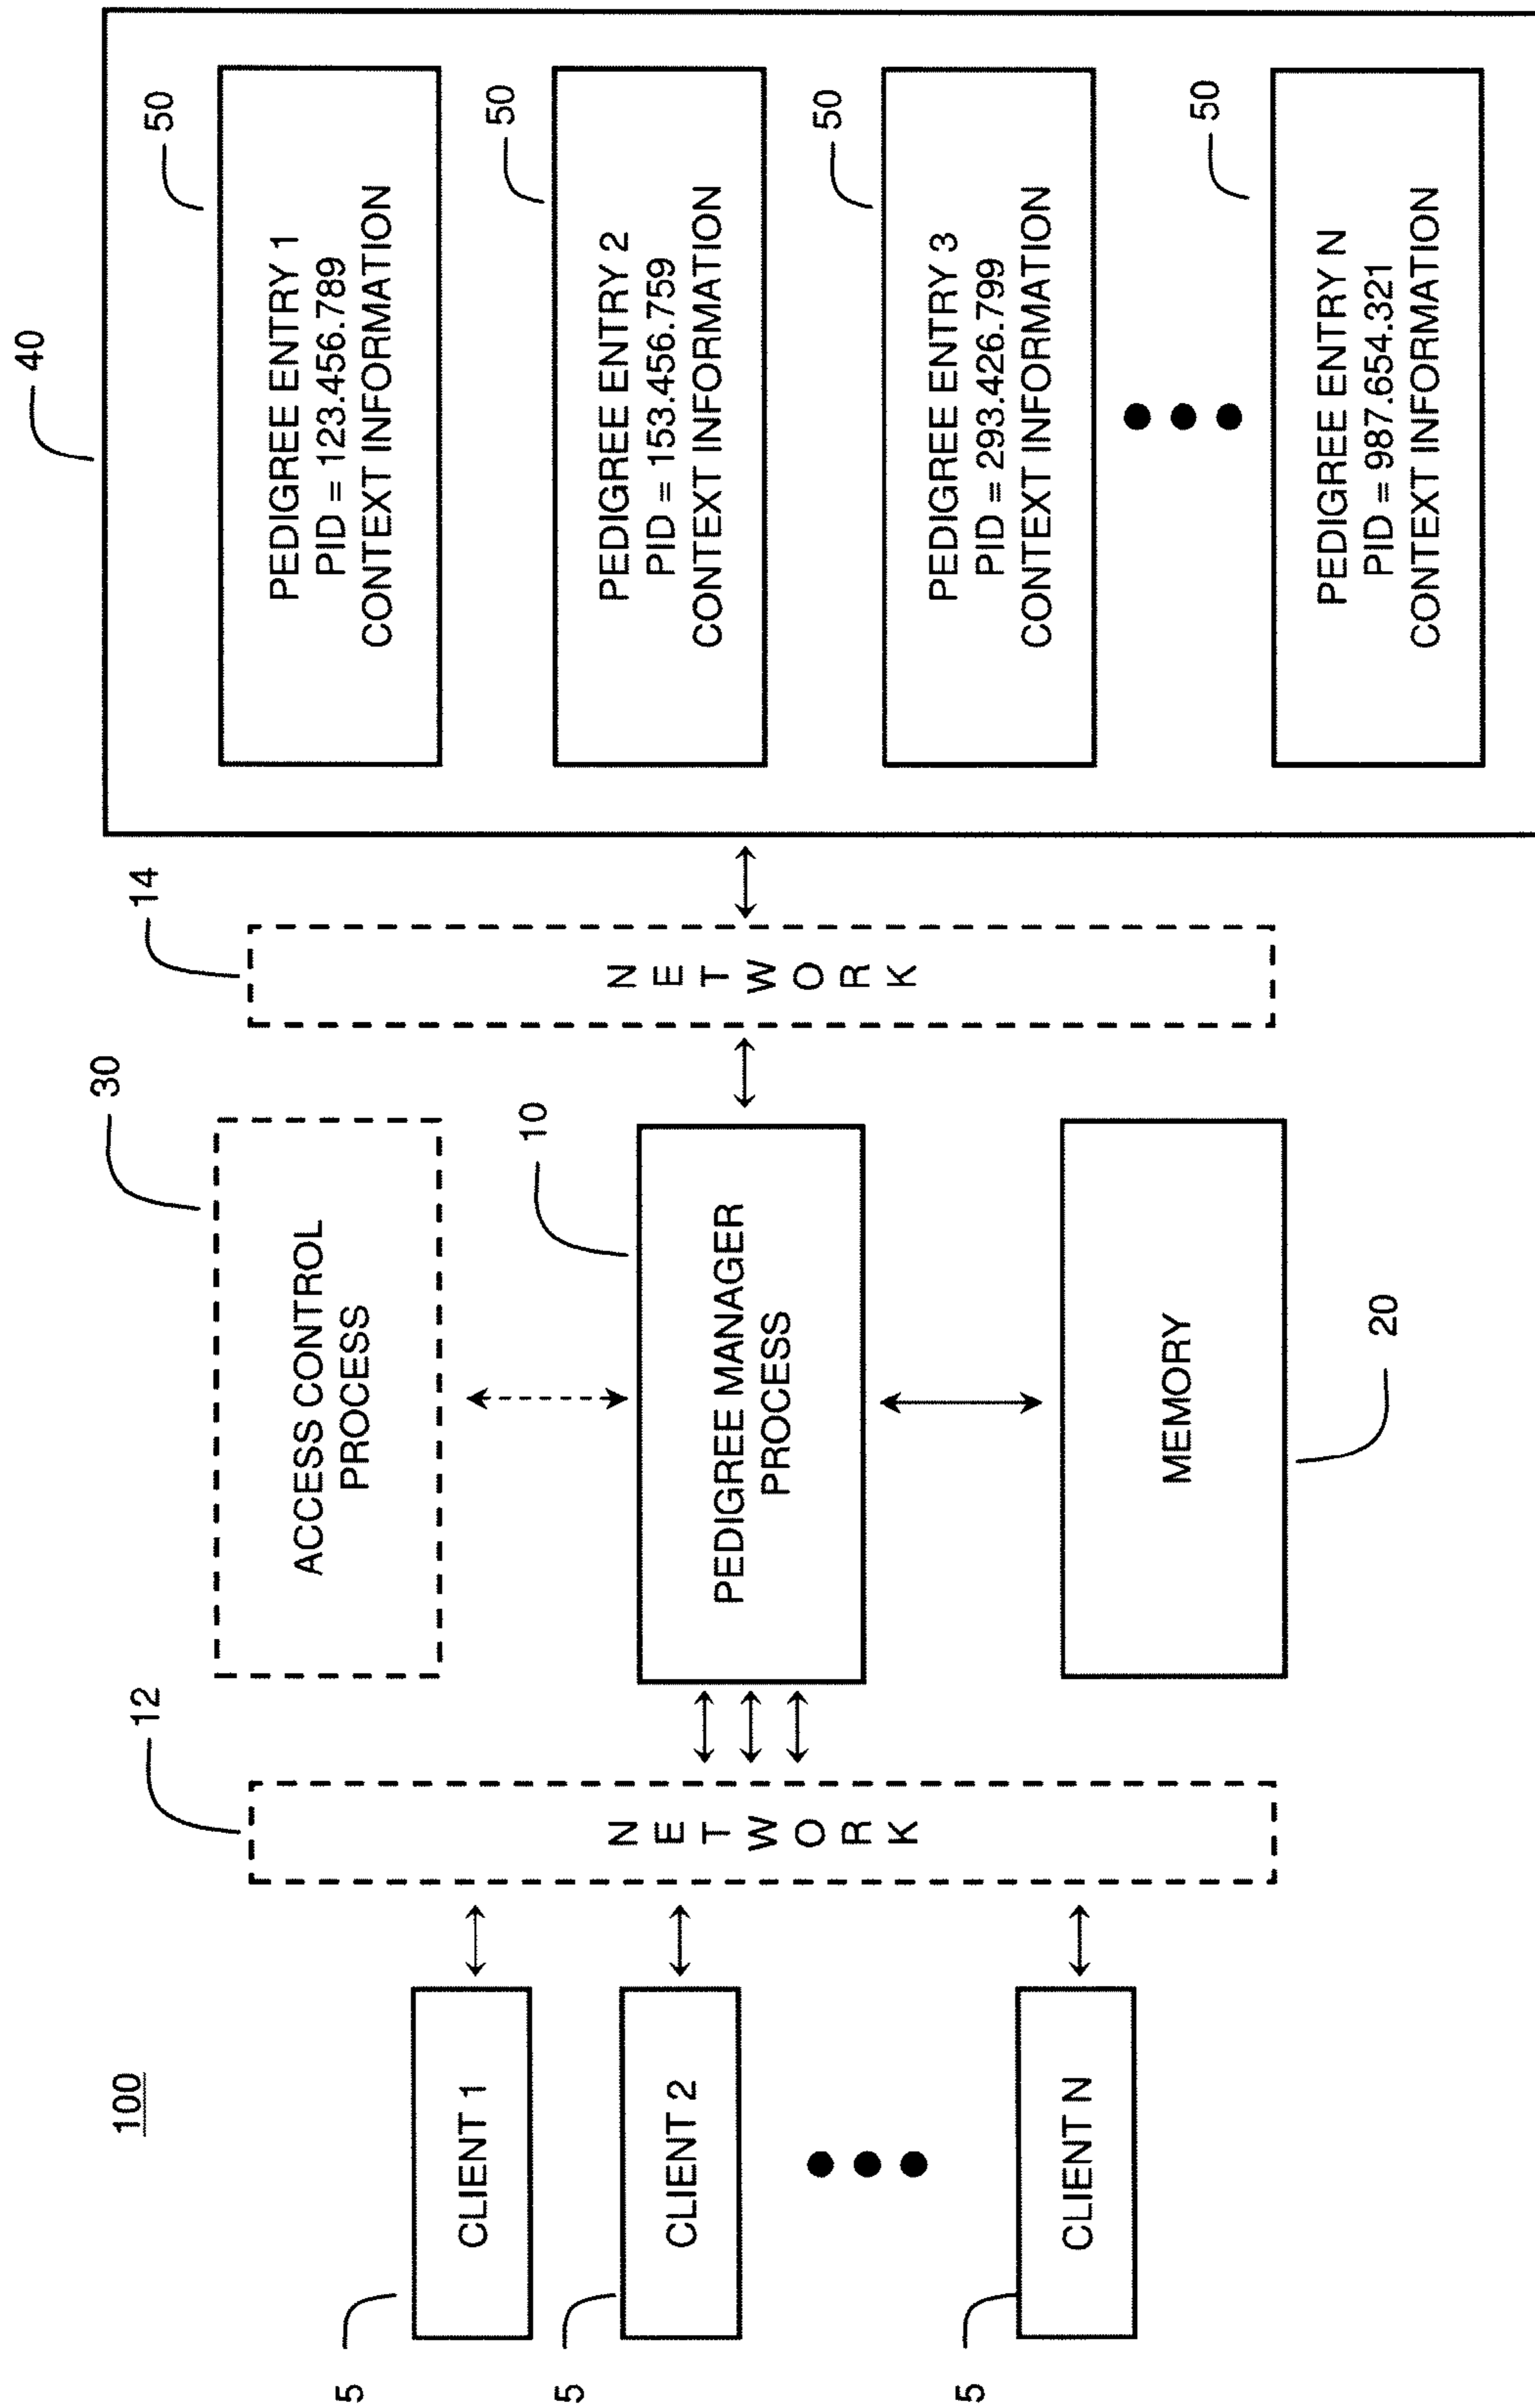 100
5
CLIENT 1
5
CLIENT 2
5
CLIENT N
12
NETWORK
30
ACCESS CONTROL
PROCESS
10
PEDIGREE MANAGER
PROCESS
MEMORY
20
14
NETWORK
40
50
PEDIGREE ENTRY 1
PID = 123.456.789
CONTEXT INFORMATION
50
PEDIGREE ENTRY 2
PID = 153.456.759
CONTEXT INFORMATION
50
PEDIGREE ENTRY 3
PID = 293.426.799
CONTEXT INFORMATION
50
PEDIGREE ENTRY N
PID = 987.654.321
CONTEXT INFORMATION